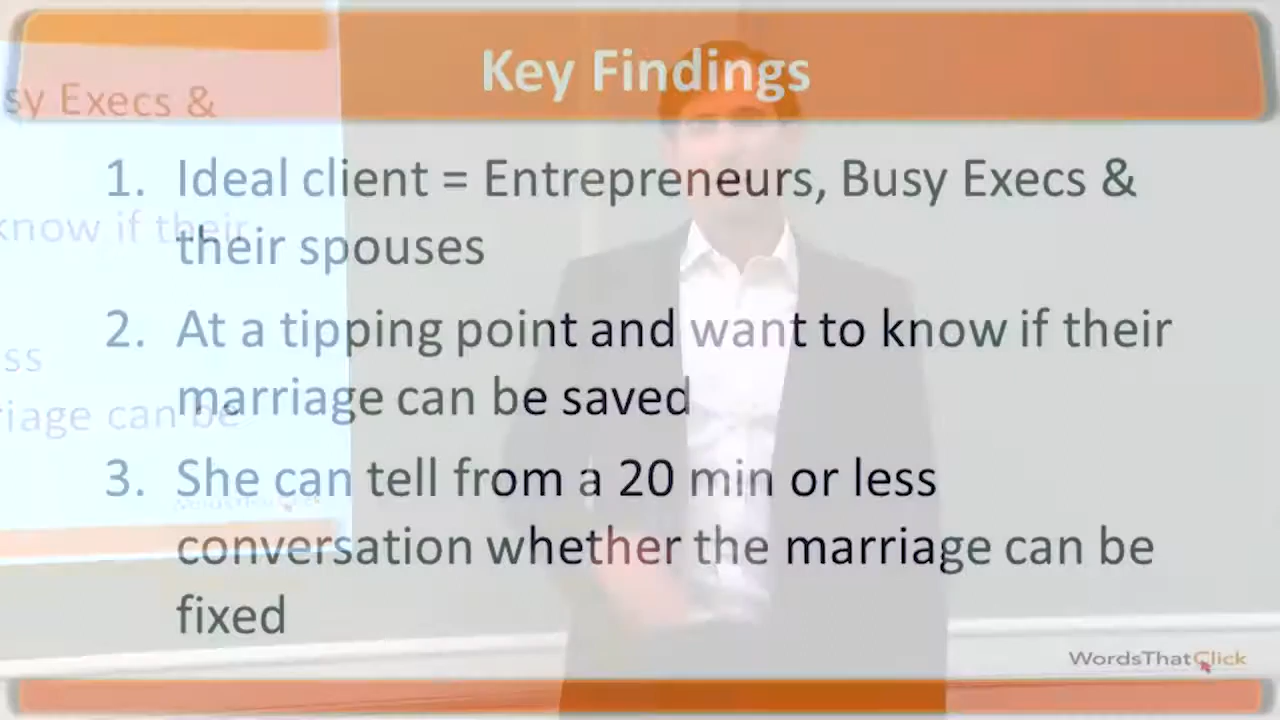 Key Findings
sy Execs &
1. Ideal client = Entrepreneurs, Busy Execs &
know if their
their spouses
2. At a tipping point and want to know if their
ss
marriage can be saved
riage can be
3. She can tell from a 20 min or less
conversation whether the marriage can be
fixed
WordsThatClick